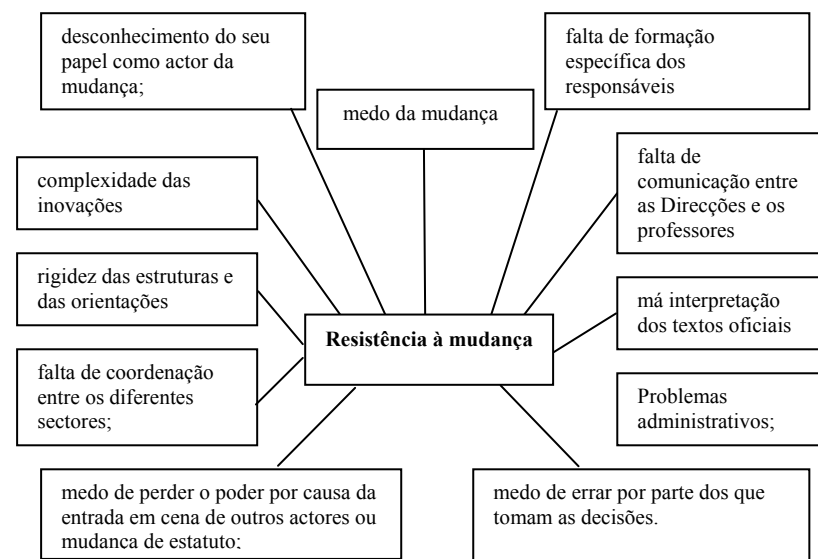 desconhecimento do seu
papel como actor da
mudança;
medo da mudança
falta de formação
específica dos
responsáveis
complexidade das
inovações
falta de
comunicação entre
as Direcções e os
professores
rigidez das estruturas e
das orientações
Resistência à mudança
má interpretação
dos textos oficiais
falta de coordenação
entre os diferentes
sectores;
Problemas
administrativos;
medo de perder o poder por causa da
entrada em cena de outros actores ou
mudança de estatuto;
medo de errar por parte dos que
tomam as decisões.